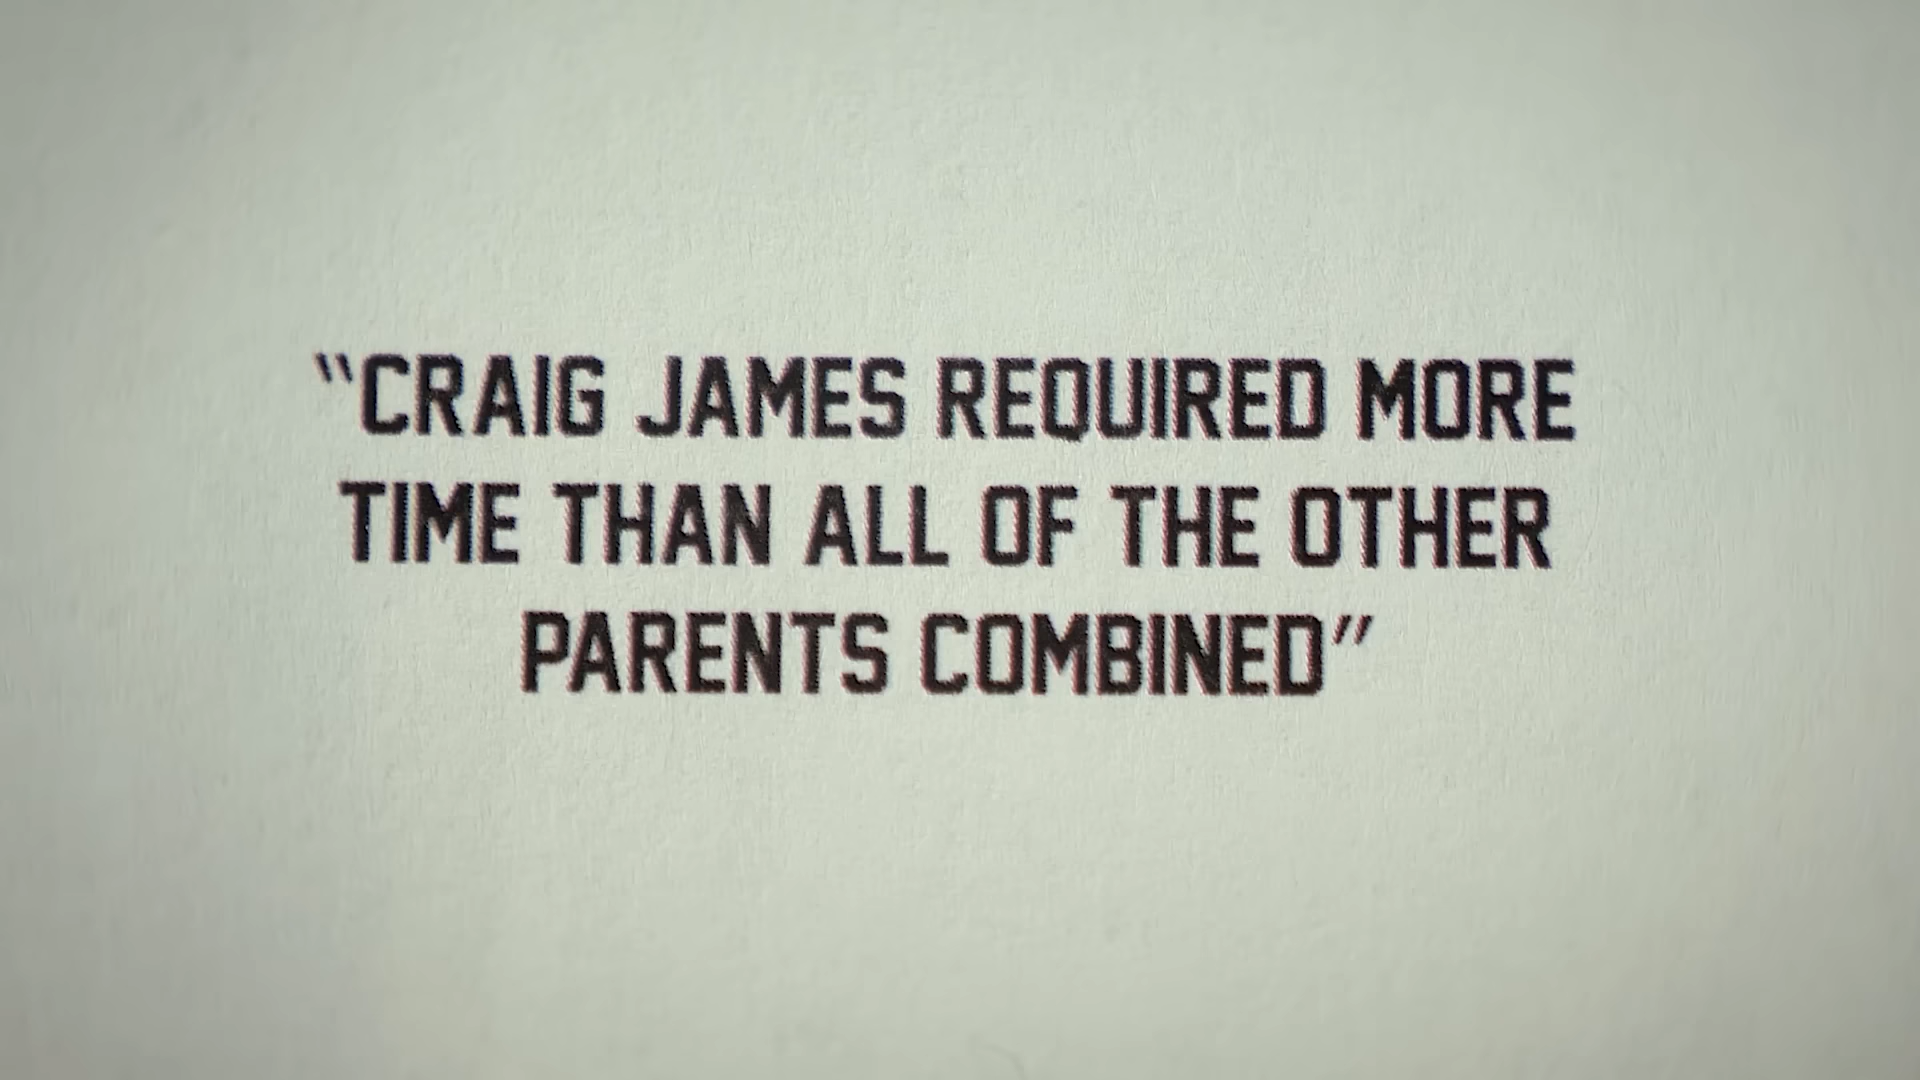 "CRAIG JAMES REQUIRED MORE
TIME THAN ALL OF THE OTHER
PARENTS COMBINED"